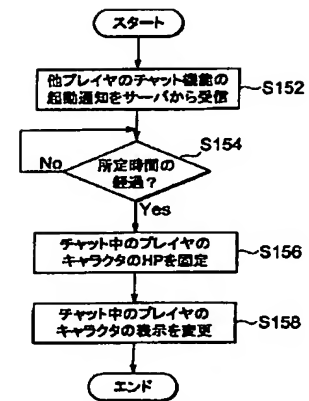 スタート
他プレイヤのチャット機能の
起動通知をサーバから受信
S152
S154
No
所定時間の
経過？
Yes
チャット中のプレイヤの
キャラクタのHPを固定
S156
チャット中のプレイヤの
キャラクタの表示を変更
S158
エンド